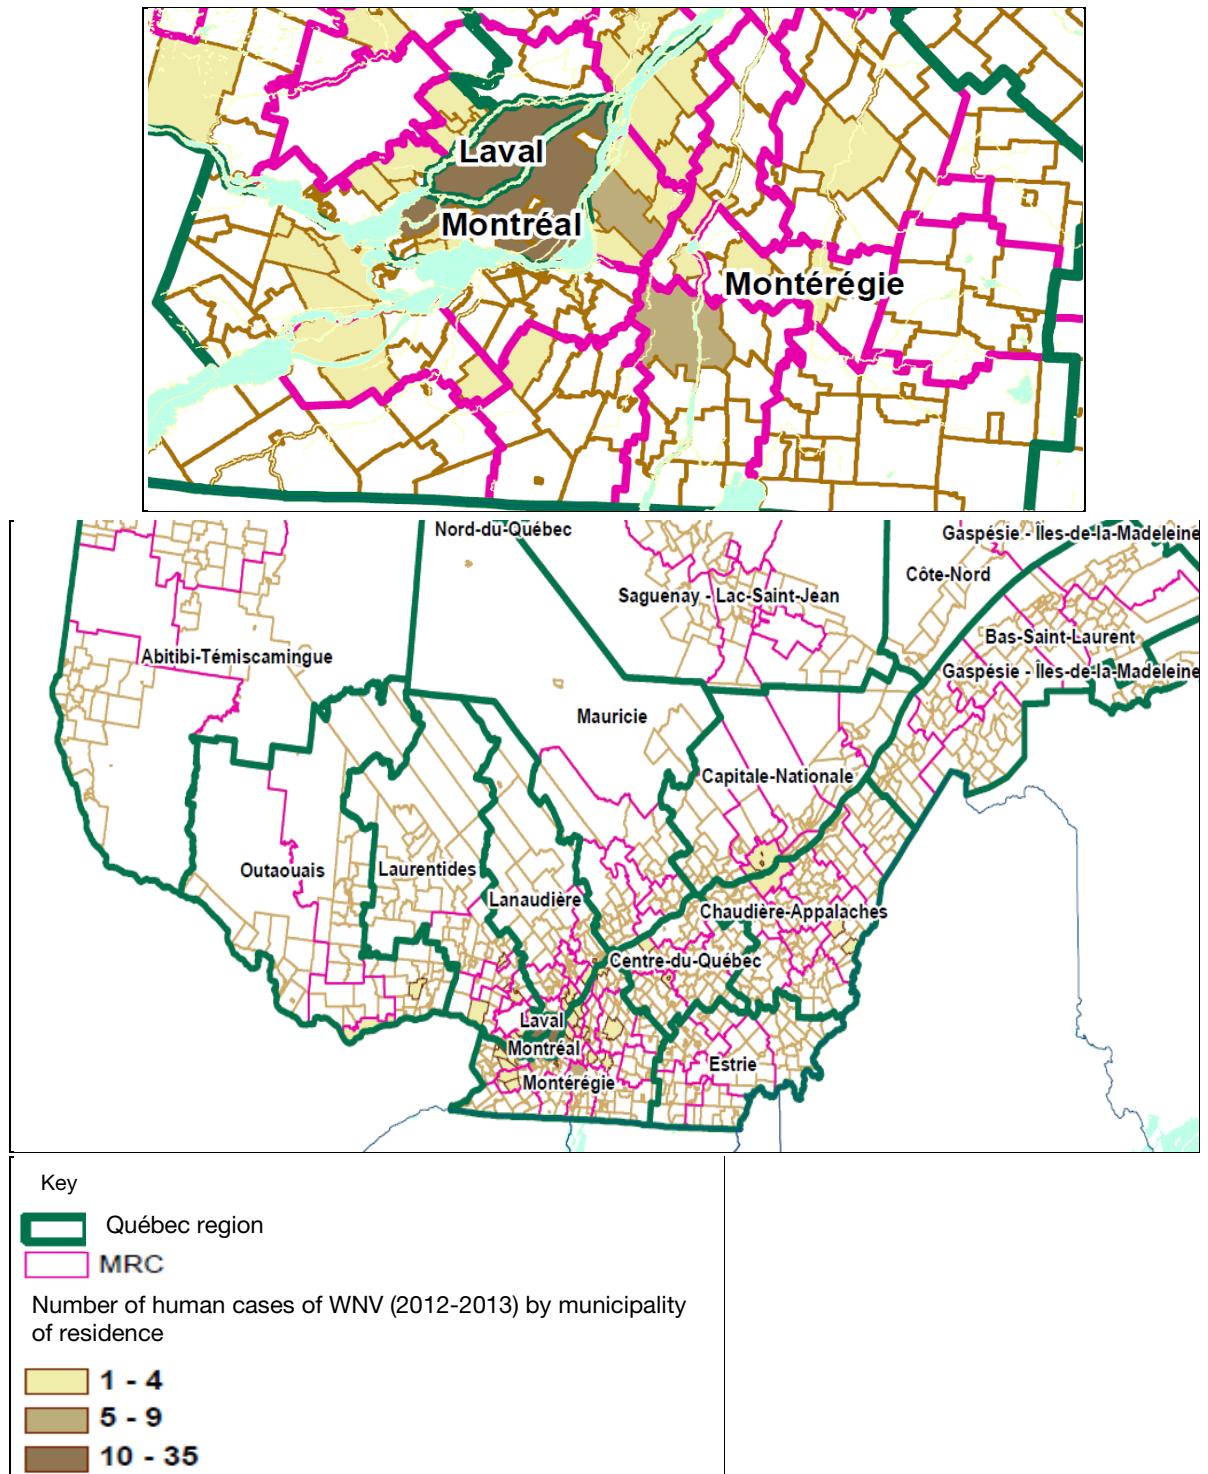 Laval
Montréal
Montérégie
Nord-du-Québec
Gaspésie - Îles-de-la-Madeleine
Côte-Nord
Saguenay - Lac-Saint-Jean
Bas-Saint-Laurent
Abitibi-Témiscamingue
Gaspésie - Îles-de-la-Madeleine
Mauricie
Capitale-Nationale
Outaouais
Laurentides
Lanaudière
Chaudière-Appalaches
Centre-du-Québec
Laval
Montréal
Estrie
Montérégie
Key
Québec region
MRC
Number of human cases of WNV (2012-2013) by municipality
of residence
1 - 4
5 - 9
10 - 35